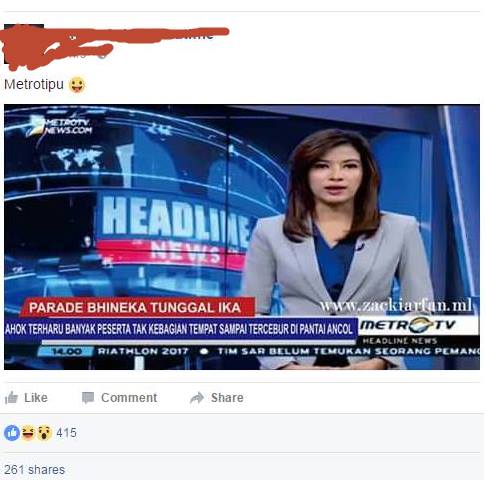 Metrotipu
METROTV
NEWS.COM
HEADLINE
NEWS
www.zackiarfan.ml
PARADE BHINEKA TUNGGAL IKA
AHOK TERHARU BANYAK PESERTA TAK KEBAGIAN TEMPAT SAMPAI TERCEBUR DI PANTAI ANCOL
METRO TV
HEADLINE NEWS
14.00 RIATHLON 2017 ● TIM SAR BELUM TEMUKAN SEORANG PEMANC
Like Comment Share
415
261 shares